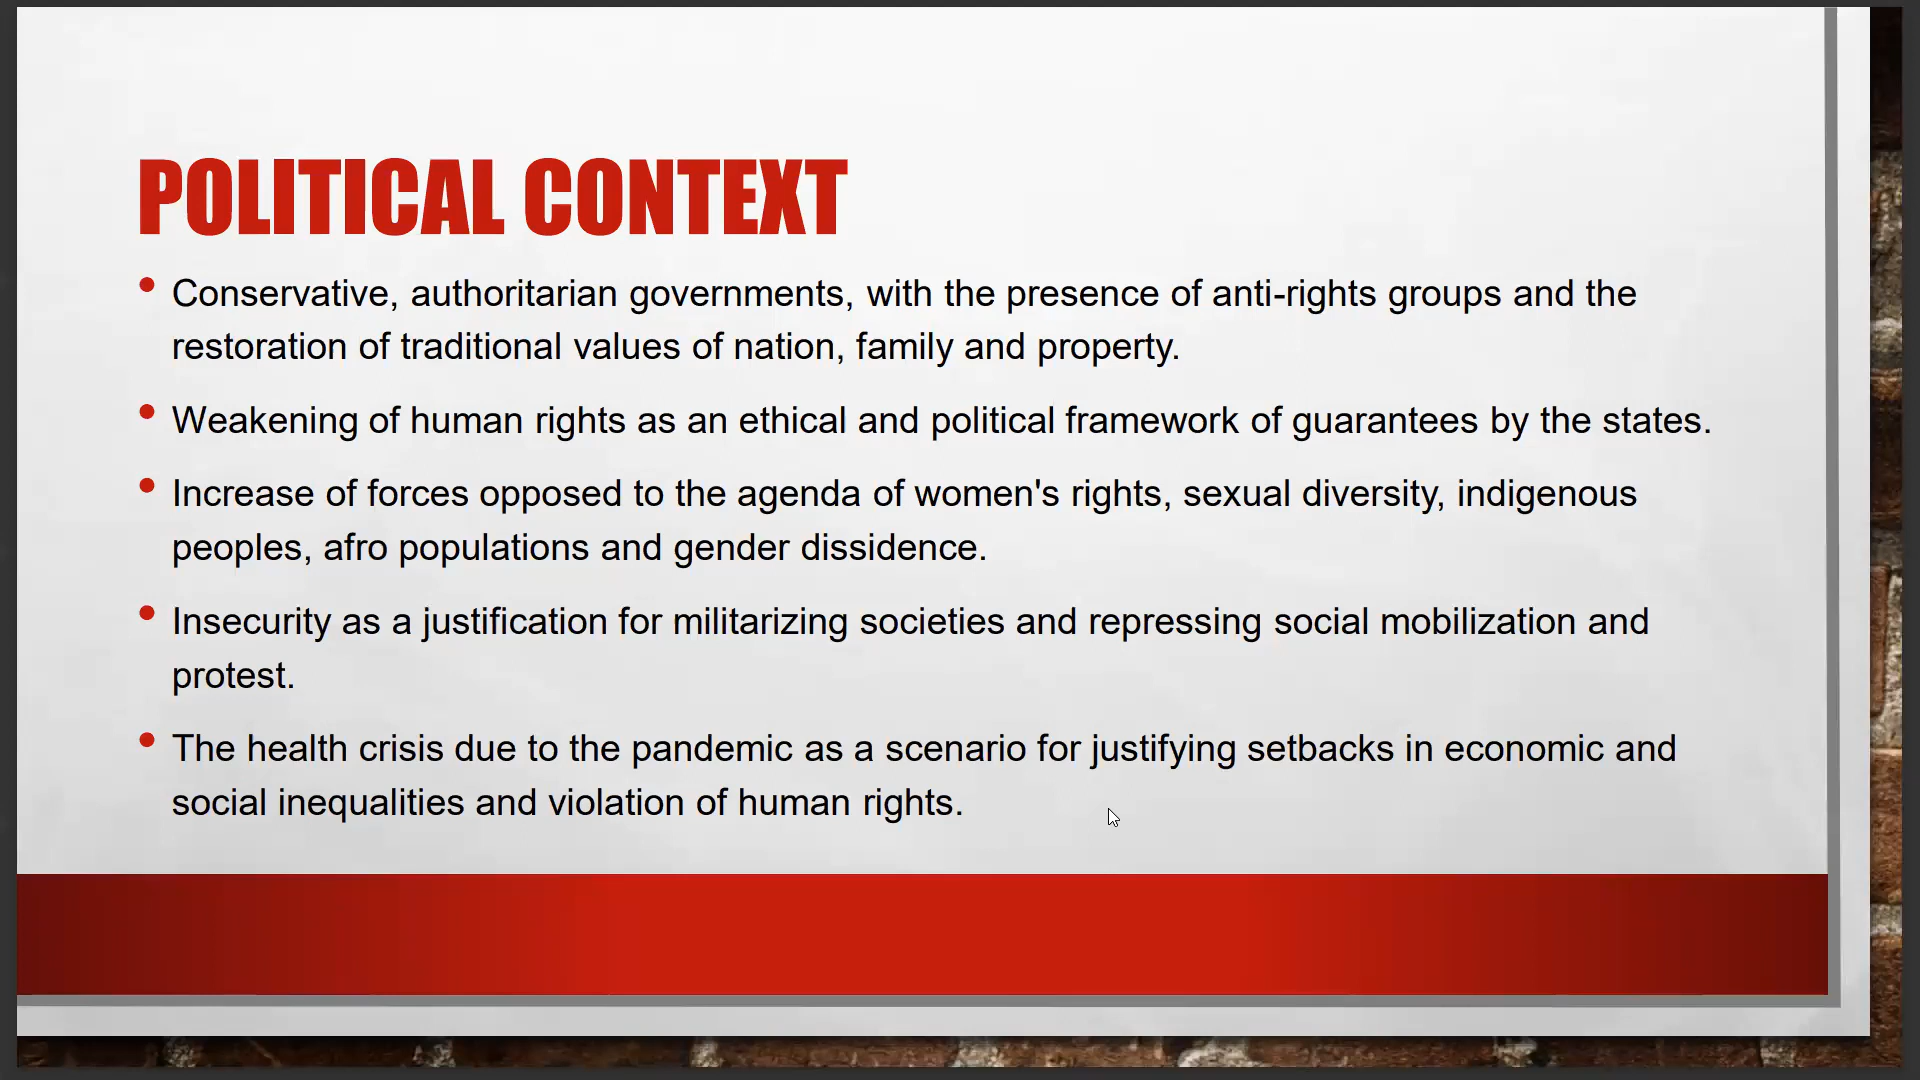 POLITICAL CONTEXT
• Conservative, authoritarian governments, with the presence of anti-rights groups and the
restoration of traditional values of nation, family and property.
• Weakening of human rights as an ethical and political framework of guarantees by the states.
• Increase of forces opposed to the agenda of women's rights, sexual diversity, indigenous
peoples, afro populations and gender dissidence.
• Insecurity as a justification for militarizing societies and repressing social mobilization and
protest.
• The health crisis due to the pandemic as a scenario for justifying setbacks in economic and
social inequalities and violation of human rights.